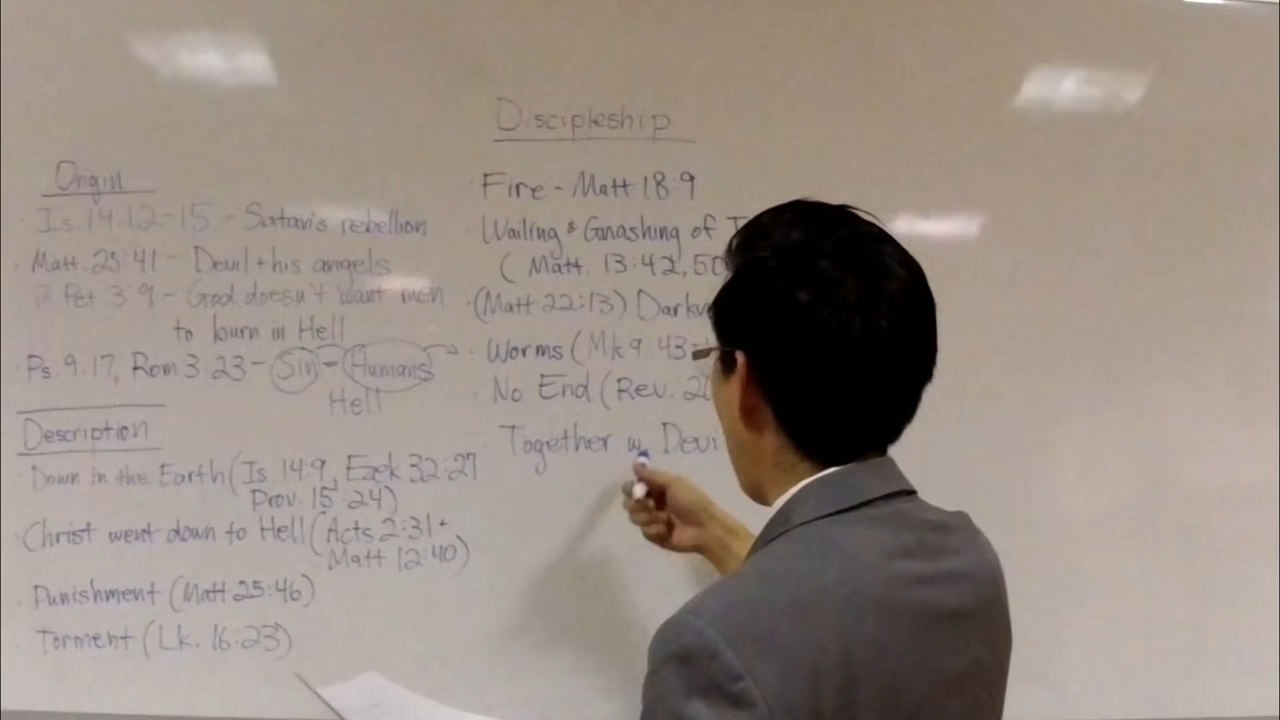 Discipleship
Origin
· Is 14:12-15 - Satan's rebellion
· Matt. 25:41 - Devil + his angels
2 Pet 3:9 - God doesn't want men
to burn in Hell
· Ps. 9:17, Rom 3:23 - Sin - Humans →
Hell
Description
· Down in the Earth (Is 14:9, Ezek 32:27
Prov. 15:24)
· Christ went down to Hell (Acts 2:31 +
Matt 12:40)
· Punishment (Matt 25:46)
· Torment (Lk. 16:23)
· Fire - Matt 18:9
· Wailing & Gnashing of T
(Matt. 13:42, 50
· (Matt 22:13) Dark
· Worms (Mk 9:43-
· No End (Rev. 20
· Together w. Devi